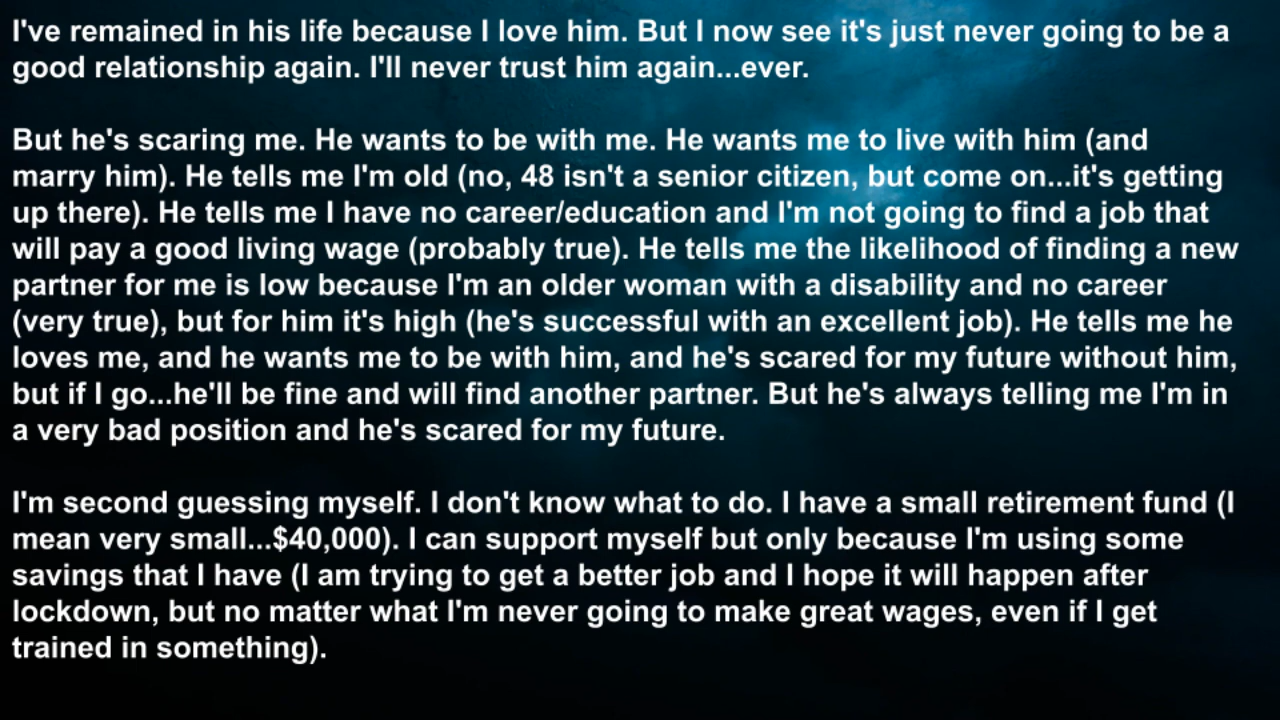 I've remained in his life because I love him. But I now see it's just never going to be a
good relationship again. I'll never trust him again...ever.
But he's scaring me. He wants to be with me. He wants me to live with him (and
marry him). He tells me I'm old (no, 48 isn't a senior citizen, but come on...it's getting
up there). He tells me I have no career/education and I'm not going to find a job that
will pay a good living wage (probably true). He tells me the likelihood of finding a new
partner for me is low because I'm an older woman with a disability and no career
(very true), but for him it's high (he's successful with an excellent job). He tells me he
loves me, and he wants me to be with him, and he's scared for my future without him,
but if I go...he'll be fine and will find another partner. But he's always telling me I'm in
a very bad position and he's scared for my future.
I'm second guessing myself. I don't know what to do. I have a small retirement fund (I
mean very small...$40,000). I can support myself but only because I'm using some
savings that I have (I am trying to get a better job and I hope it will happen after
lockdown, but no matter what I'm never going to make great wages, even if I get
trained in something).